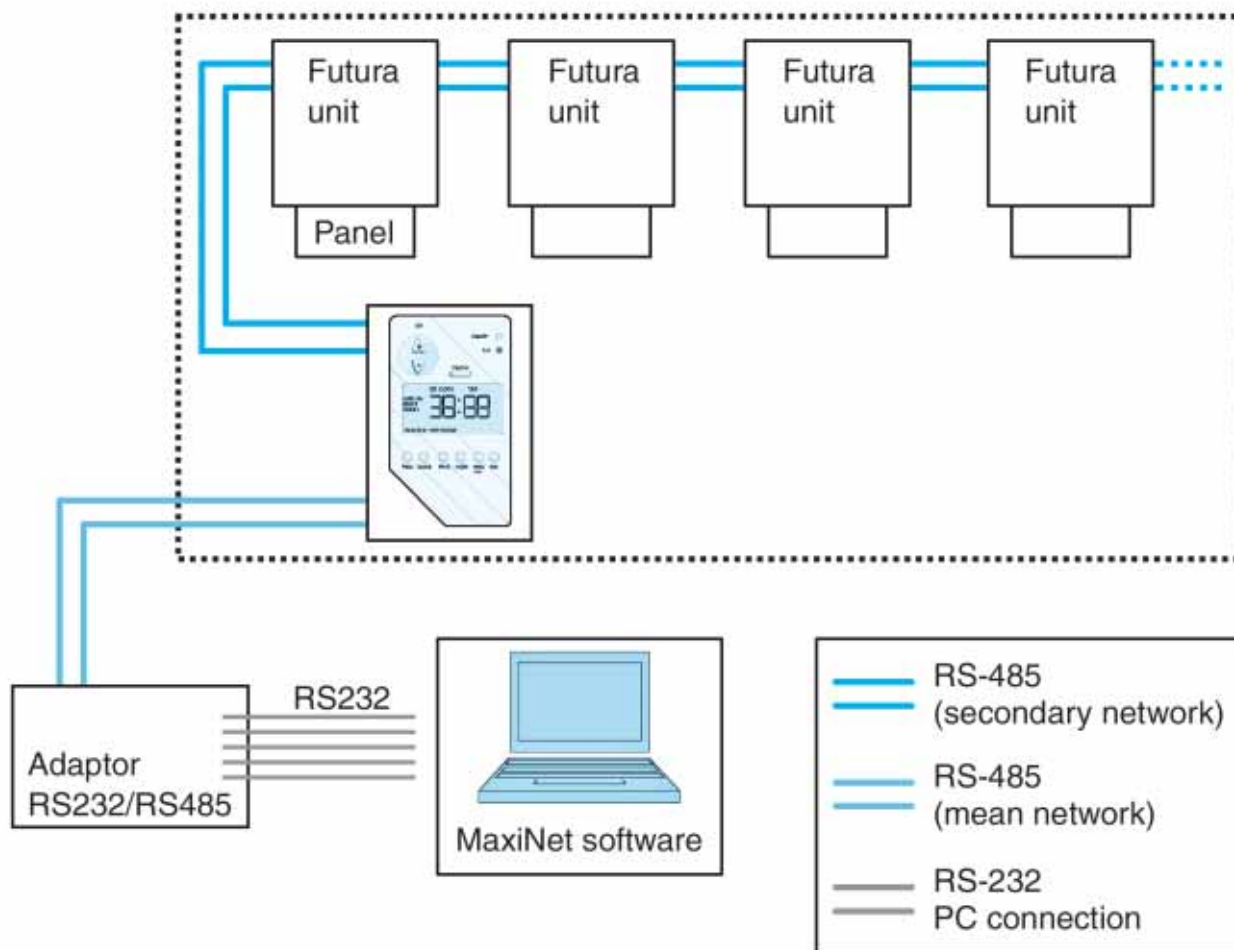 Futura
unit
Futura
unit
Futura
unit
Futura
unit
Panel
RS232
Adaptor
RS232/RS485
MaxiNet software
RS-485
(secondary network)
RS-485
(mean network)
RS-232
PC connection